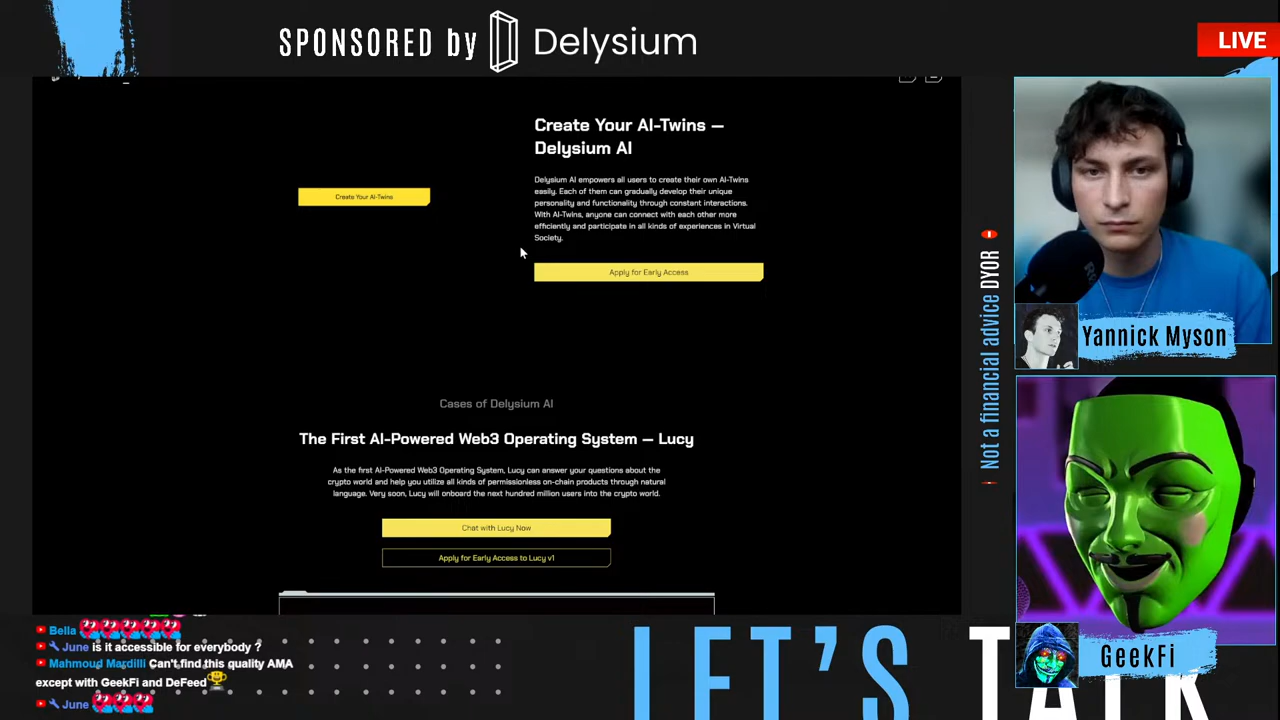 SPONSORED by Delysium
LIVE
Create Your AI-Twins —
Delysium AI
Create Your AI-Twins
Delysium AI empowers all users to create their own AI-Twins
easily. Each of them can gradually develop their unique
personality and functionality through constant interactions.
With AI-Twins, anyone can connect with each other more
efficiently and participate in all kinds of experiences in Virtual
Society.
Apply for Early Access
Cases of Delysium AI
The First AI-Powered Web3 Operating System — Lucy
As the first AI-Powered Web3 Operating System, Lucy can answer your questions about the
crypto world and help you utilize all kinds of permissionless on-chain products through natural
language. Very soon, Lucy will onboard the next hundred million users into the crypto world.
Chat with Lucy Now
Apply for Early Access to Lucy v1
Not a financial advice DYOR
Yannick Myson
GeekFi
Bella
June is it accessible for everybody ?
Mahmoud Mardilli Can't find this quality AMA
except with GeekFi and DeFeed
June
LET'S TALK